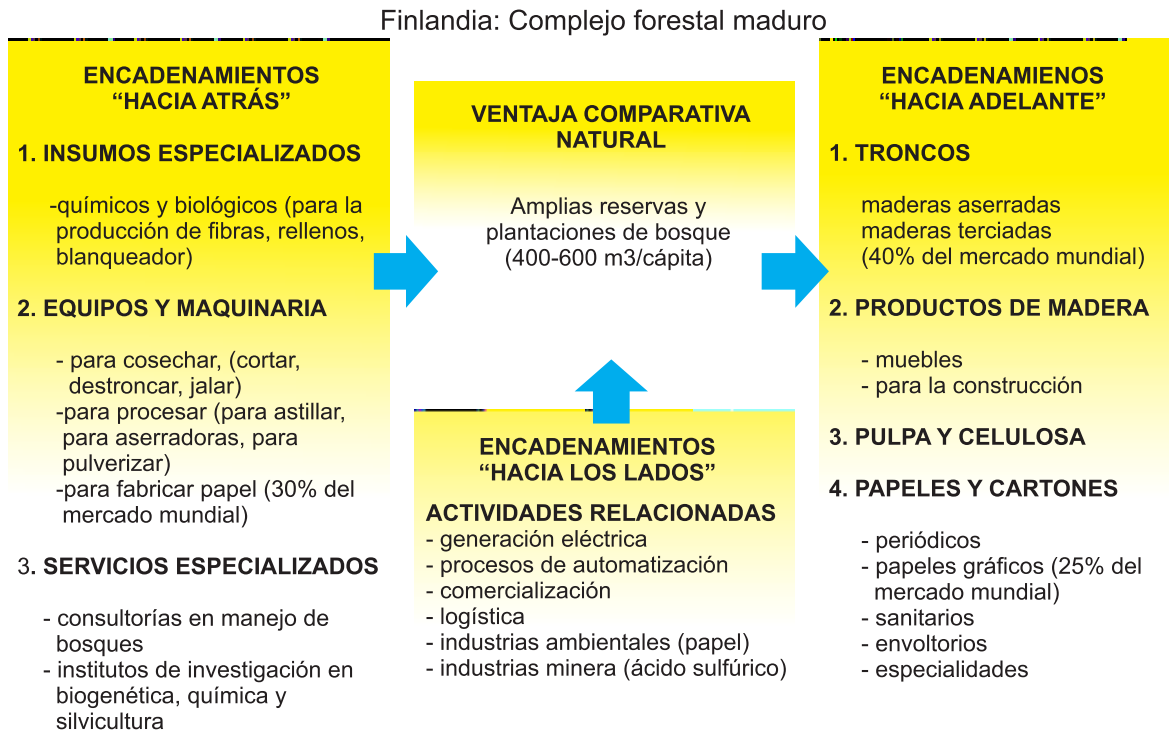 Finlandia: Complejo forestal maduro
ENCADENAMIENTOS
“HACIA ATRÁS”
1. INSUMOS ESPECIALIZADOS
-químicos y biológicos (para la
producción de fibras, rellenos,
blanqueador)
2. EQUIPOS Y MAQUINARIA
- para cosechar, (cortar,
destroncar, jalar)
-para procesar (para astillar,
para aserradoras, para
pulverizar)
-para fabricar papel (30% del
mercado mundial)
3. SERVICIOS ESPECIALIZADOS
- consultorías en manejo de
bosques
- institutos de investigación en
biogenética, química y
silvicultura
VENTAJA COMPARATIVA
NATURAL
Amplias reservas y
plantaciones de bosque
(400-600 m3/cápita)
ENCADENAMIENTOS
“HACIA LOS LADOS”
ACTIVIDADES RELACIONADAS
- generación eléctrica
- procesos de automatización
- comercialización
- logística
- industrias ambientales (papel)
- industrias minera (ácido sulfúrico)
ENCADENAMIENOS
“HACIA ADELANTE”
1. TRONCOS
maderas aserradas
maderas terciadas
(40% del mercado mundial)
2. PRODUCTOS DE MADERA
- muebles
- para la construcción
3. PULPA Y CELULOSA
4. PAPELES Y CARTONES
- periódicos
- papeles gráficos (25% del
mercado mundial)
- sanitarios
- envoltorios
- especialidades